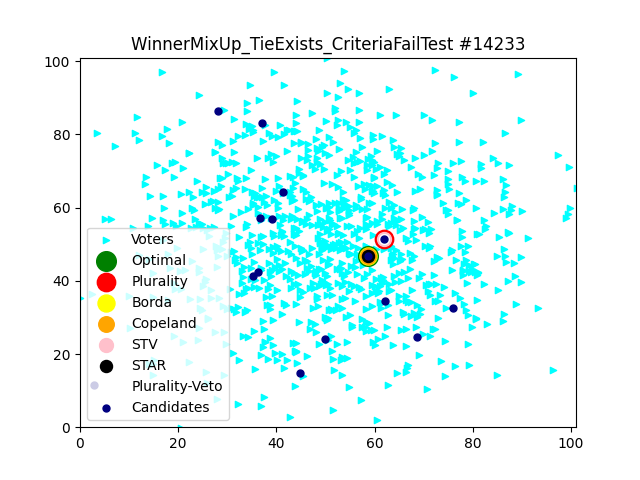 WinnerMixUp_TieExists_CriteriaFailTest #14233
100
80
60
40
20
0
0
20
40
60
80
100
Voters
Optimal
Plurality
Borda
Copeland
STV
STAR
Plurality-Veto
Candidates